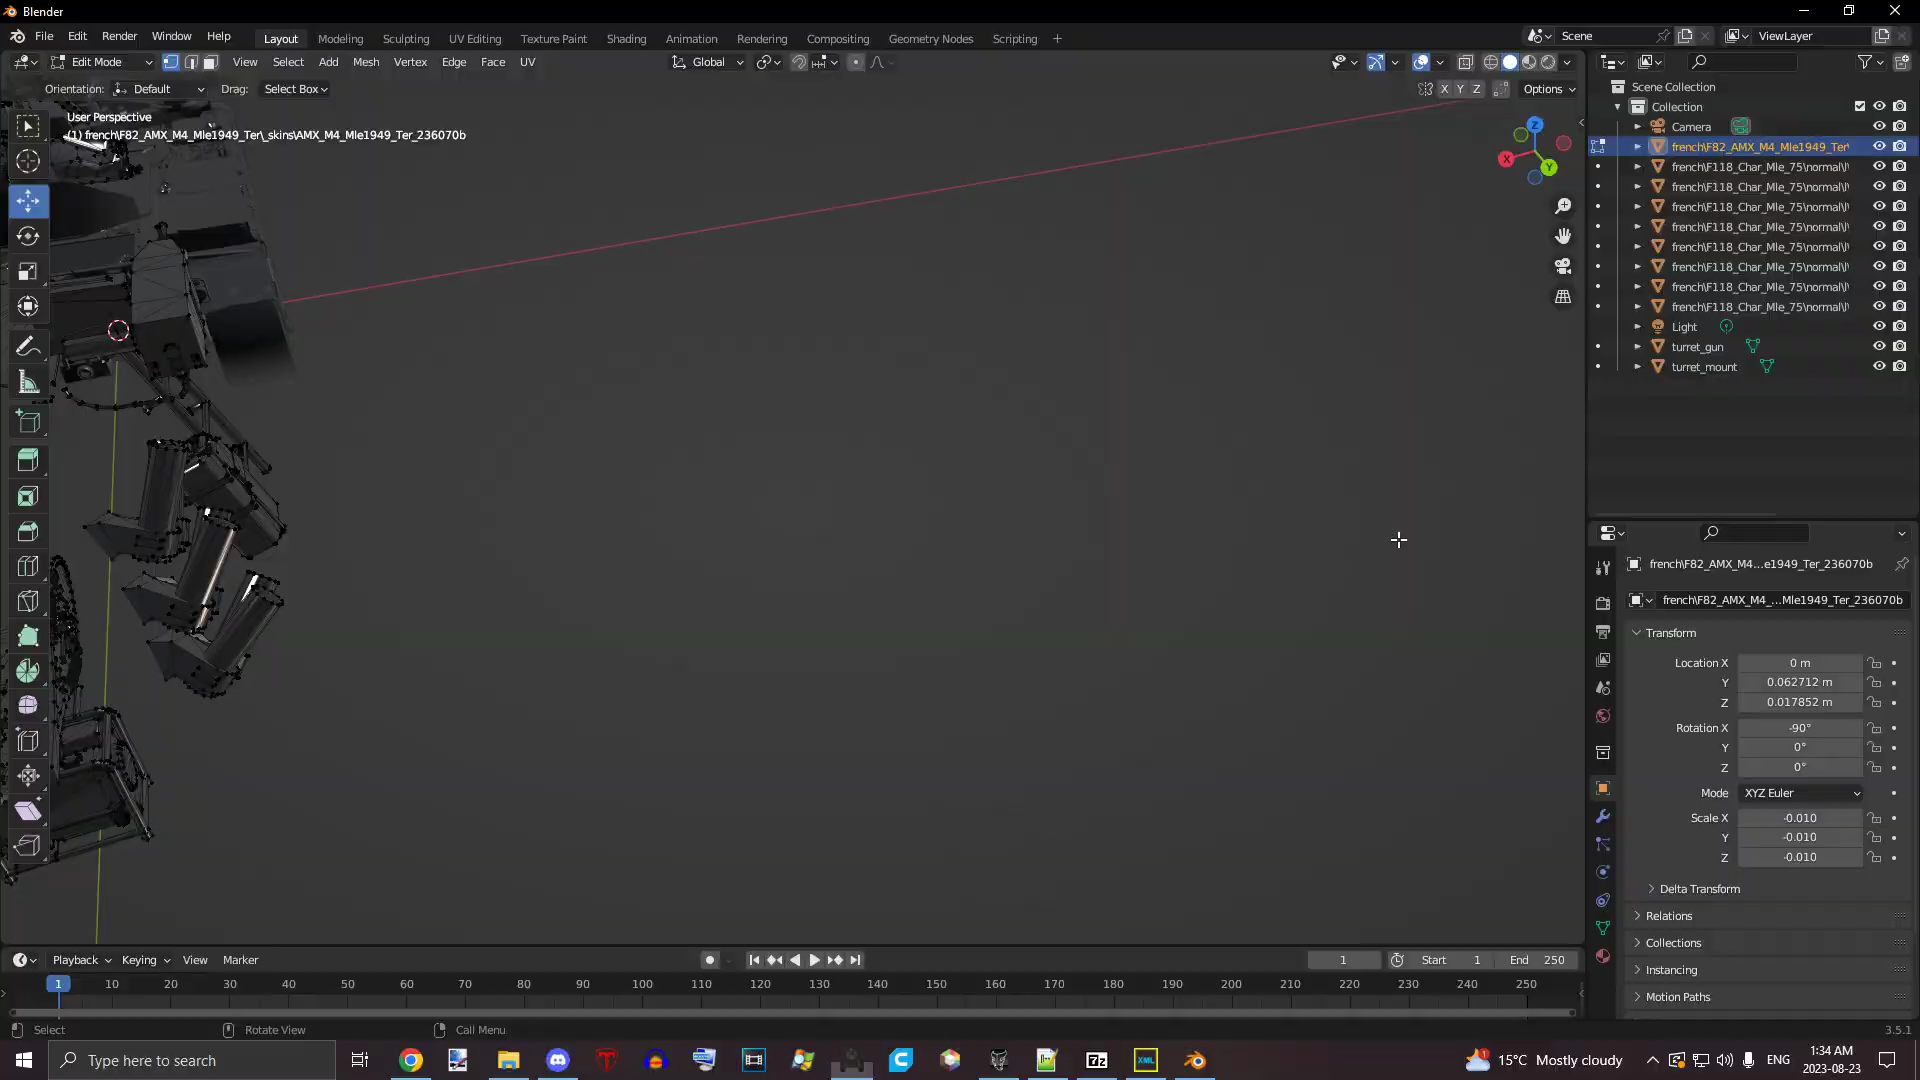 Blender
File Edit Render Window Help
Layout Modeling Sculpting UV Editing Texture Paint Shading Animation Rendering Compositing Geometry Nodes Scripting +
Scene
ViewLayer
Edit Mode View Select Add Mesh Vertex Edge Face UV
Global
Orientation: Default Drag: Select Box
X Y Z Options
User Perspective
(1) french\F82_AMX_M4_Mle1949_Ter\_skins\AMX_M4_Mle1949_Ter_236070b
Z
X
Y
Scene Collection
Collection
Camera
french\F82_AMX_M4_Mle1949_Ter\
french\F118_Char_Mle_75\normal\l
french\F118_Char_Mle_75\normal\l
french\F118_Char_Mle_75\normal\l
french\F118_Char_Mle_75\normal\l
french\F118_Char_Mle_75\normal\l
french\F118_Char_Mle_75\normal\l
french\F118_Char_Mle_75\normal\l
french\F118_Char_Mle_75\normal\l
Light
turret_gun
turret_mount
french\F82_AMX_M4...e1949_Ter_236070b
french\F82_AMX_M4_...Mle1949_Ter_236070b
Transform
Location X 0 m
Y 0.062712 m
Z 0.017852 m
Rotation X -90°
Y 0°
Z 0°
Mode XYZ Euler
Scale X -0.010
Y -0.010
Z -0.010
Delta Transform
Relations
Collections
Instancing
Motion Paths
Playback Keying View Marker
1 Start 1 End 250
1 10 20 30 40 50 60 70 80 90 100 110 120 130 140 150 160 170 180 190 200 210 220 230 240 250
Select Rotate View Call Menu
3.5.1
Type here to search
7z
XML
1
15°C Mostly cloudy
ENG
1:34 AM
2023-08-23